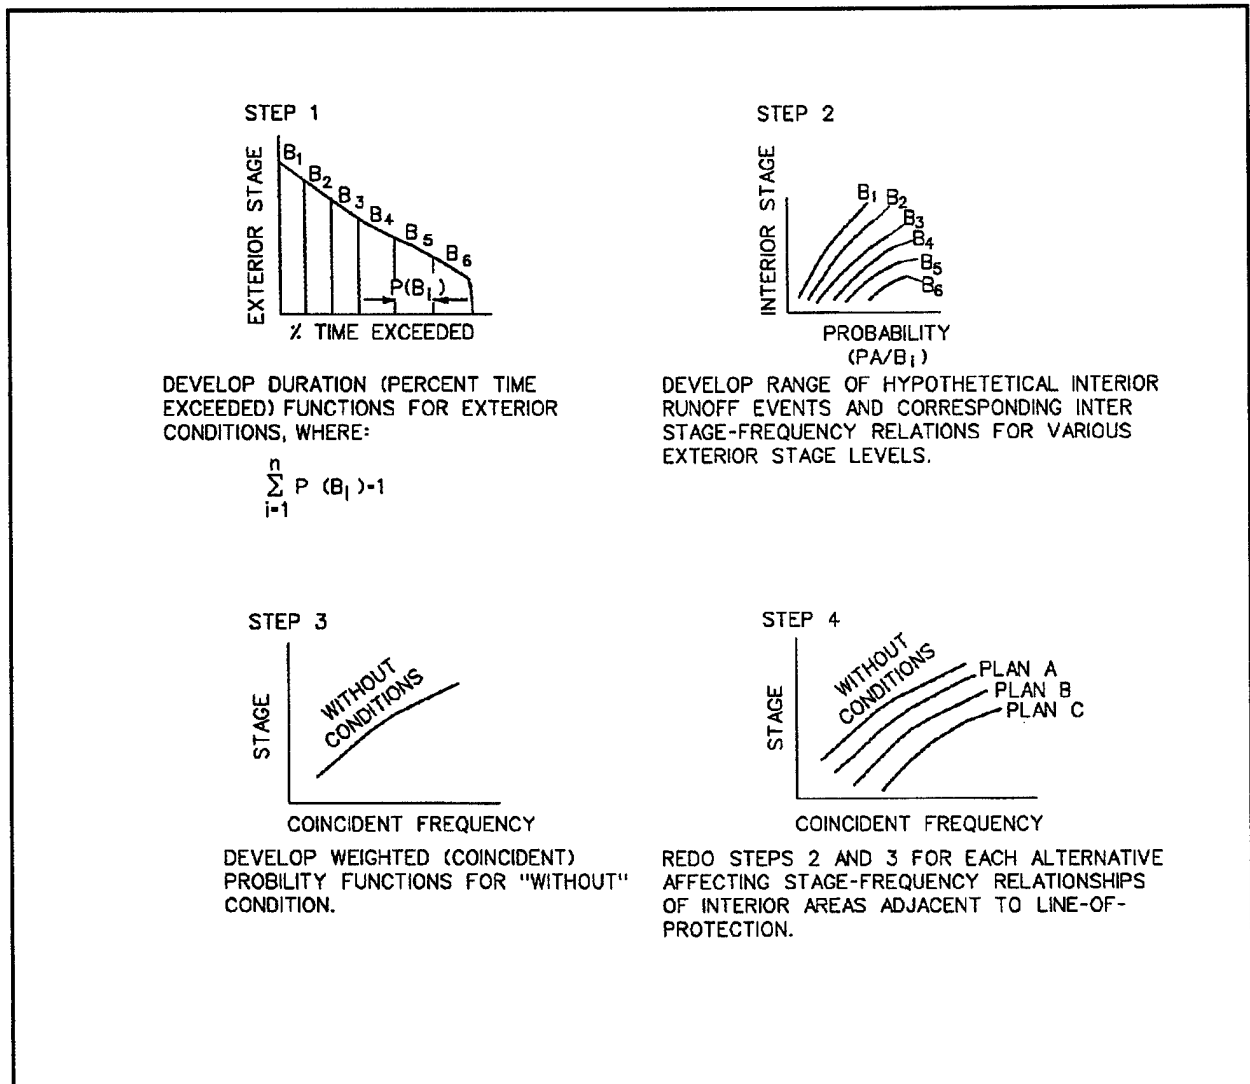 STEP 1
EXTERIOR STAGE
B1
B2
B3
B4
B5
B6
P(Bi)
% TIME EXCEEDED
DEVELOP DURATION (PERCENT TIME
EXCEEDED) FUNCTIONS FOR EXTERIOR
CONDITIONS, WHERE:
n
Σ P (Bi)=1
i=1
STEP 2
INTERIOR STAGE
B1
B2
B3
B4
B5
B6
PROBABILITY
(PA/Bi)
DEVELOP RANGE OF HYPOTHETETICAL INTERIOR
RUNOFF EVENTS AND CORRESPONDING INTER
STAGE-FREQUENCY RELATIONS FOR VARIOUS
EXTERIOR STAGE LEVELS.
STEP 3
STAGE
WITHOUT
CONDITIONS
COINCIDENT FREQUENCY
DEVELOP WEIGHTED (COINCIDENT)
PROBILITY FUNCTIONS FOR "WITHOUT"
CONDITION.
STEP 4
STAGE
WITHOUT
CONDITIONS
PLAN A
PLAN B
PLAN C
COINCIDENT FREQUENCY
REDO STEPS 2 AND 3 FOR EACH ALTERNATIVE
AFFECTING STAGE-FREQUENCY RELATIONSHIPS
OF INTERIOR AREAS ADJACENT TO LINE-OF-
PROTECTION.